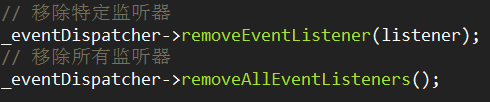 // 移除特定监听器
_eventDispatcher->removeEventListener(listener);
// 移除所有监听器
_eventDispatcher->removeAllEventListeners();